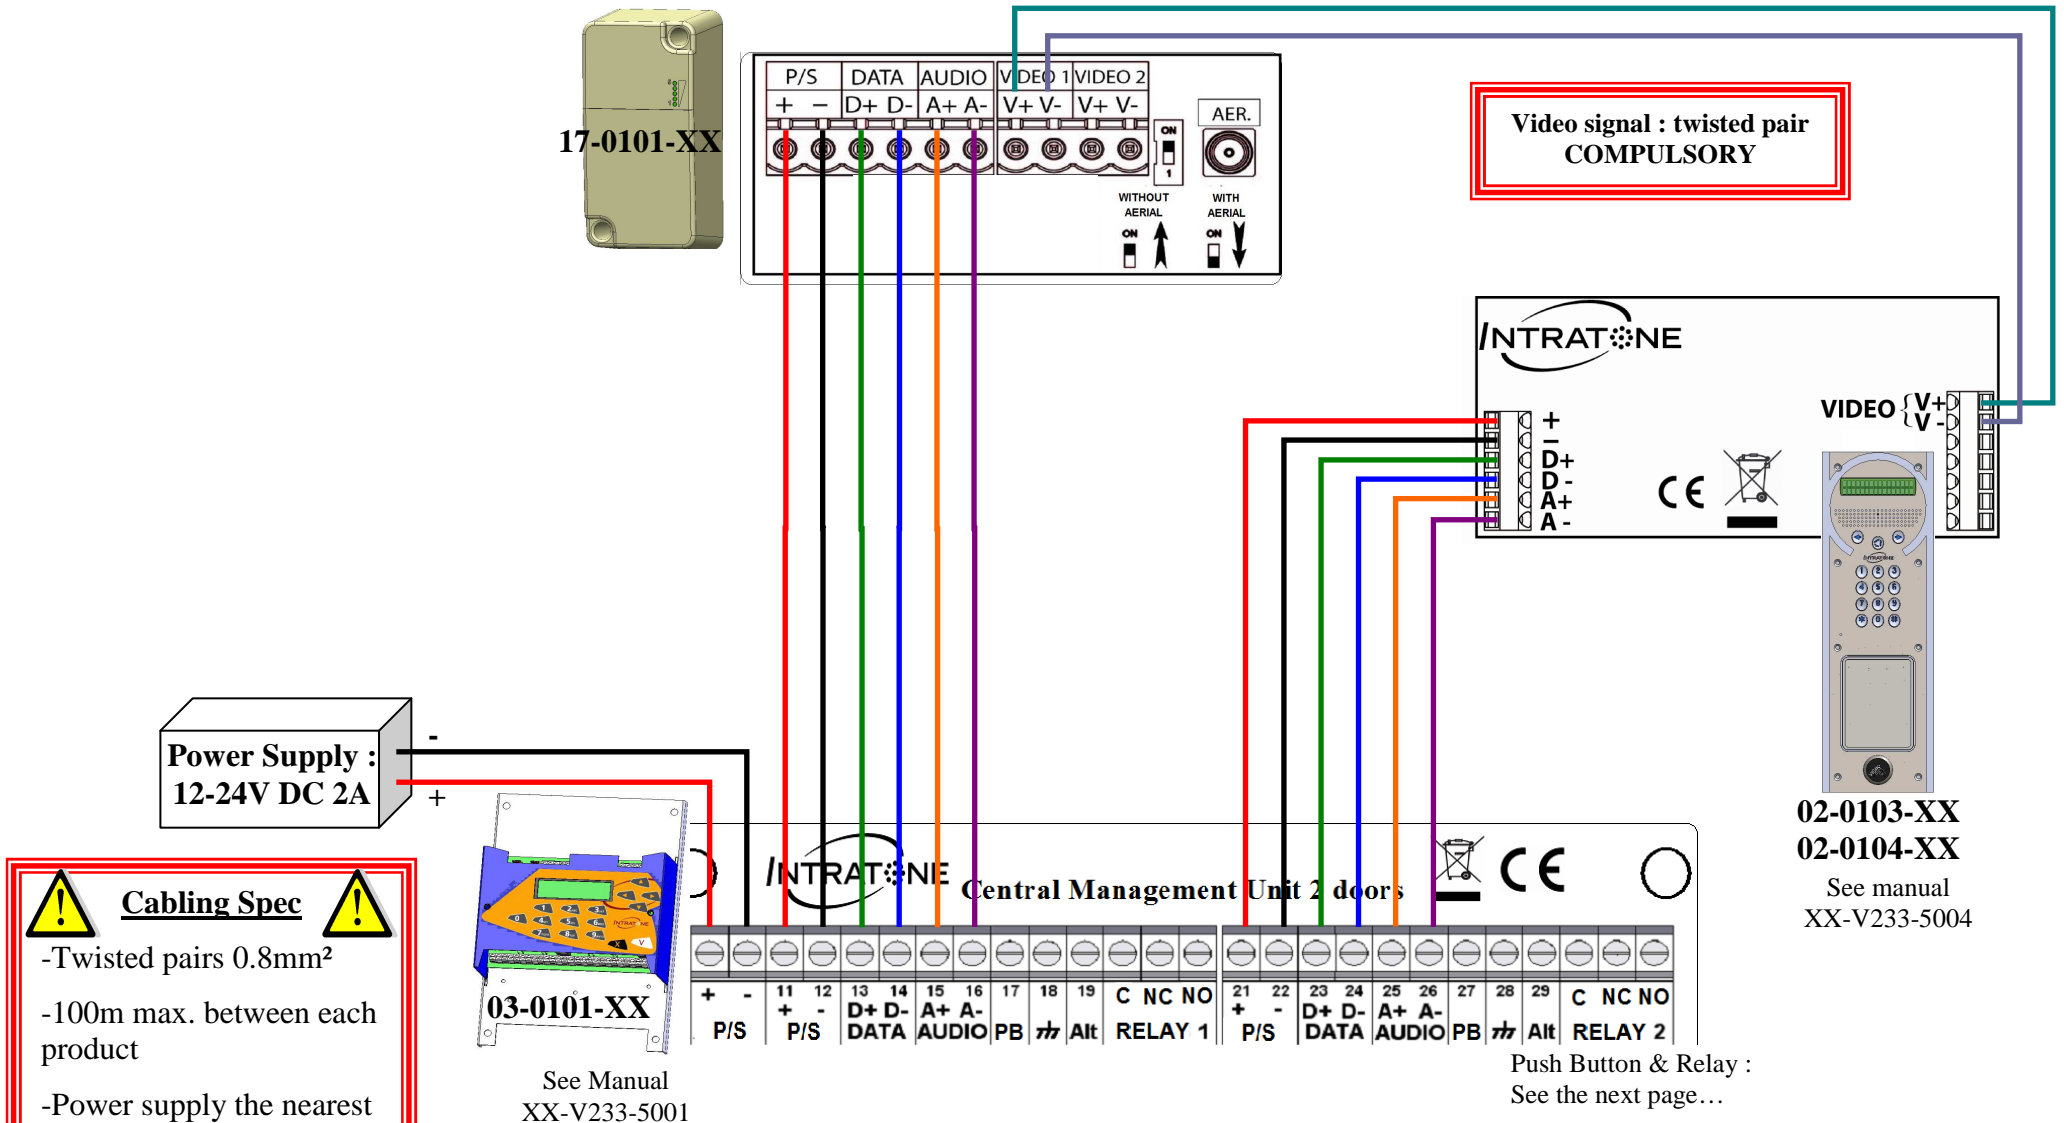 17-0101-XX
P/S DATA AUDIO VIDEO 1 VIDEO 2
+ − D+ D- A+ A- V+ V- V+ V-
AER.
ON
1
WITHOUT AERIAL
ON
WITH AERIAL
ON
Video signal : twisted pair
COMPULSORY
INTRATONE
+
−
D+
D -
A+
A -
VIDEO { V+
V -
CE
02-0103-XX
02-0104-XX
See manual
XX-V233-5004
Power Supply :
12-24V DC 2A
-
+
Cabling Spec
-Twisted pairs 0.8mm²
-100m max. between each
product
-Power supply the nearest
03-0101-XX
See Manual
XX-V233-5001
INTRATONE
Central Management Unit 2 doors
CE
11 12 13 14 15 16 17 18 19
+ - + - D+ D- A+ A- C NC NO
P/S P/S DATA AUDIO PB Alt RELAY 1
21 22 23 24 25 26 27 28 29
+ - D+ D- A+ A- C NC NO
P/S DATA AUDIO PB Alt RELAY 2
Push Button & Relay :
See the next page…